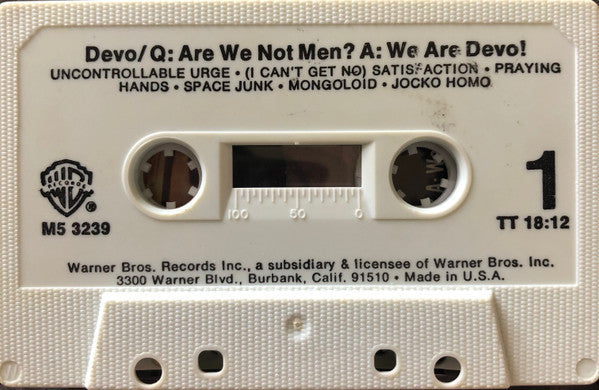 Devo/Q: Are We Not Men? A: We Are Devo!
UNCONTROLLABLE URGE • (I CAN'T GET NO) SATISFACTION • PRAYING
HANDS • SPACE JUNK • MONGOLOID • JOCKO HOMO
RECORDS
®
M5 3239
100 50 0
1
TT 18:12
Warner Bros. Records Inc., a subsidiary & licensee of Warner Bros. Inc.
3300 Warner Blvd., Burbank, Calif. 91510 • Made in U.S.A.